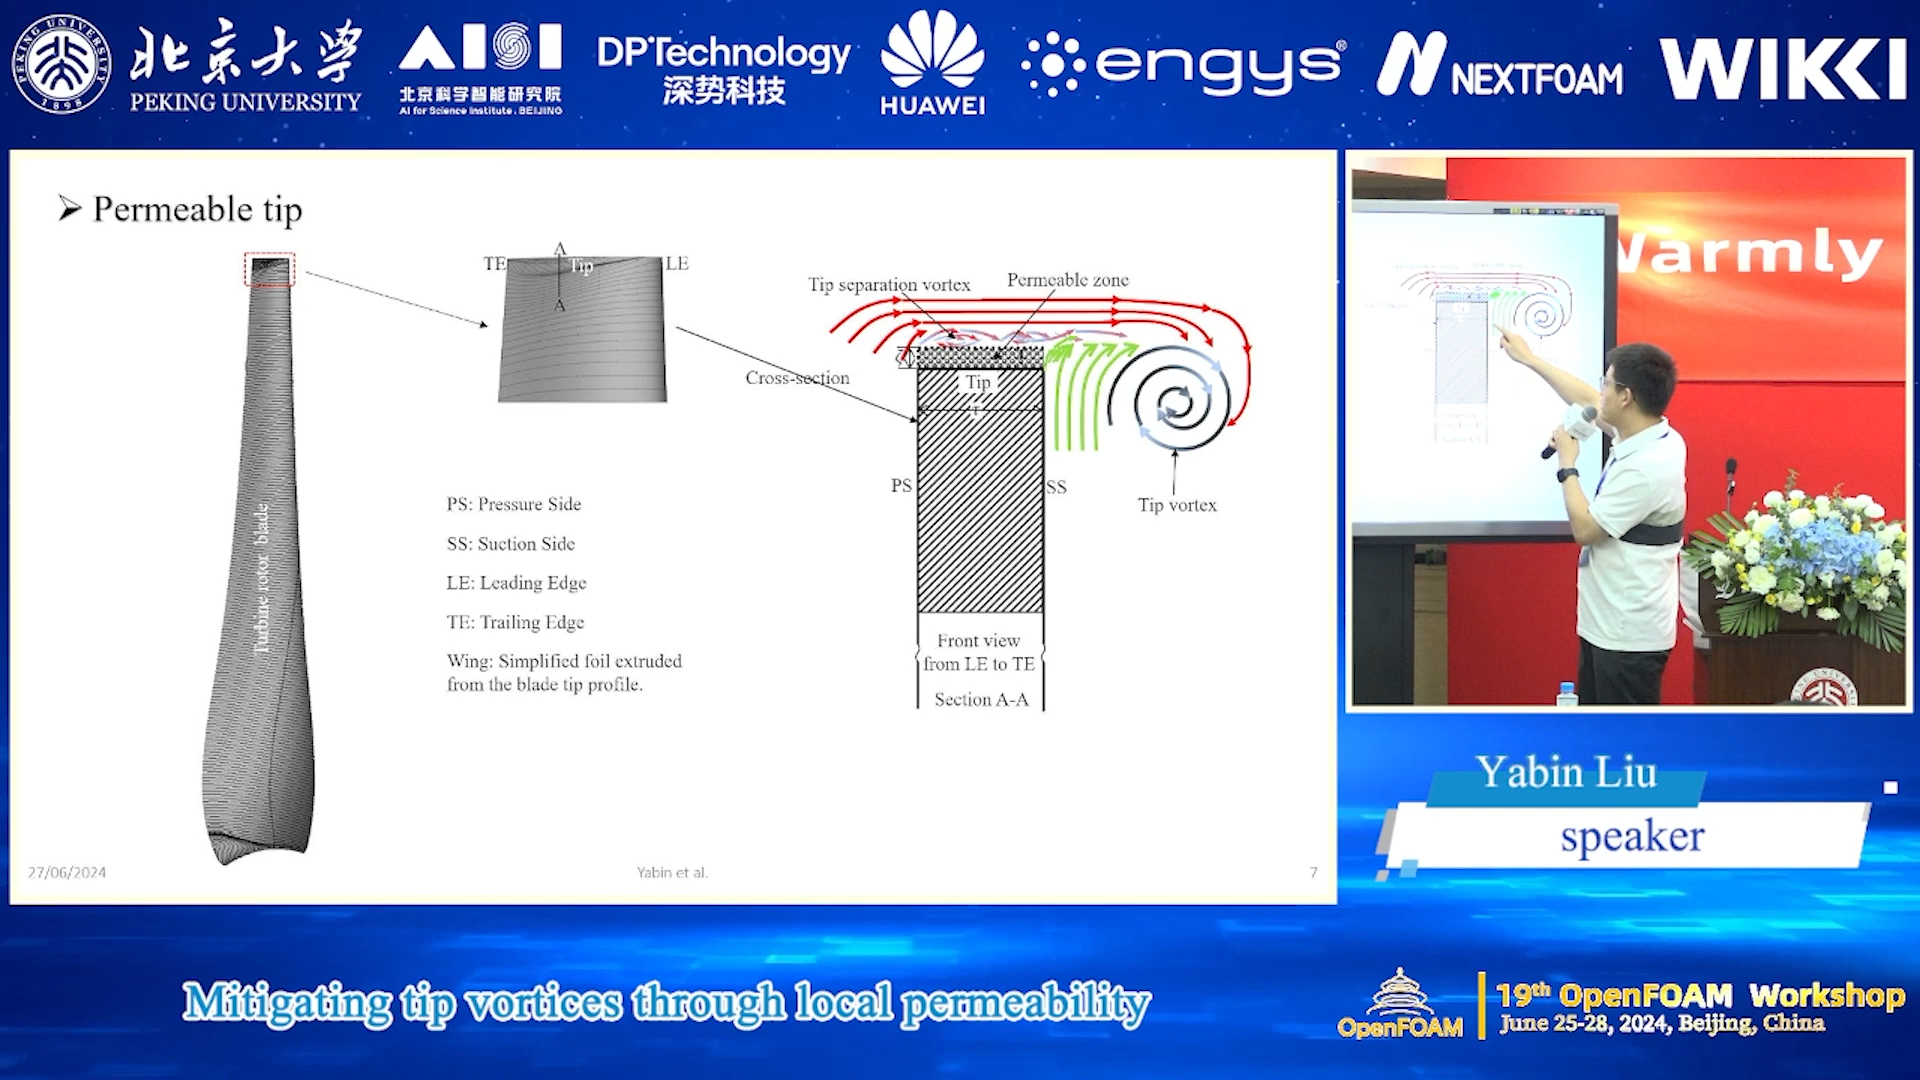 PEKING UNIVERSITY
1898
北京大学
PEKING UNIVERSITY
AISI
北京科学智能研究院
AI for Science Institute, BEIJING
DP Technology
深势科技
HUAWEI
engys®
NEXTFOAM
WIKKI
➢ Permeable tip
A
TE
Tip
LE
A
Tip separation vortex
Permeable zone
Cross-section
Tip
T
PS
SS
Tip vortex
Turbine rotor blade
PS: Pressure Side
SS: Suction Side
LE: Leading Edge
TE: Trailing Edge
Wing: Simplified foil extruded
from the blade tip profile.
Front view
from LE to TE
Section A-A
27/06/2024
Yabin et al.
7
Warmly
Yabin Liu
speaker
Mitigating tip vortices through local permeability
OpenFOAM
19th OpenFOAM Workshop
June 25-28, 2024, Beijing, China